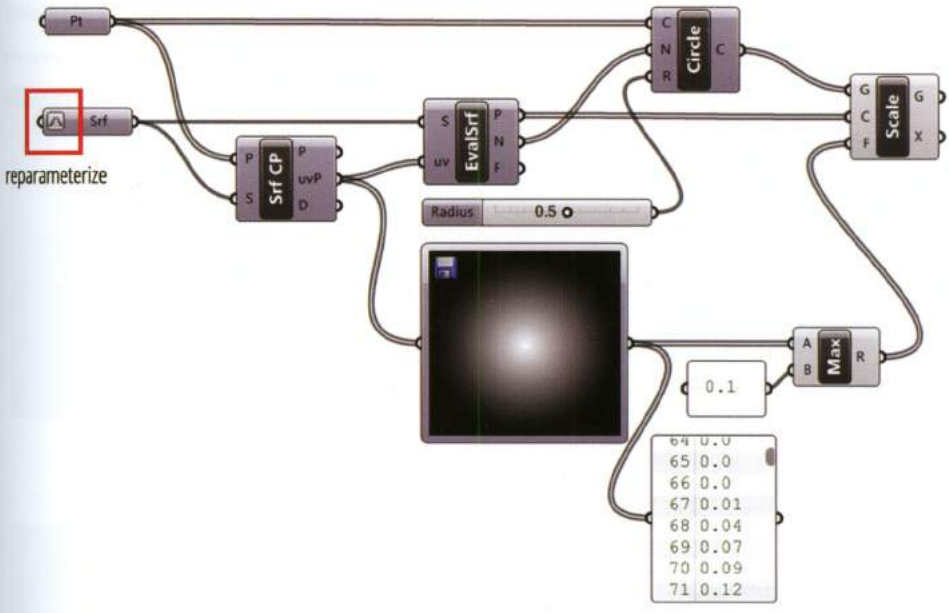 Pt
Srf
reparameterize
P
S
Srf CP
P
uvP
D
S
uv
EvalSrf
P
N
F
Radius
0.5
C
N
R
Circle
C
G
C
F
Scale
G
X
A
B
Max
R
0.1
64 0.0
65 0.0
66 0.0
67 0.01
68 0.04
69 0.07
70 0.09
71 0.12